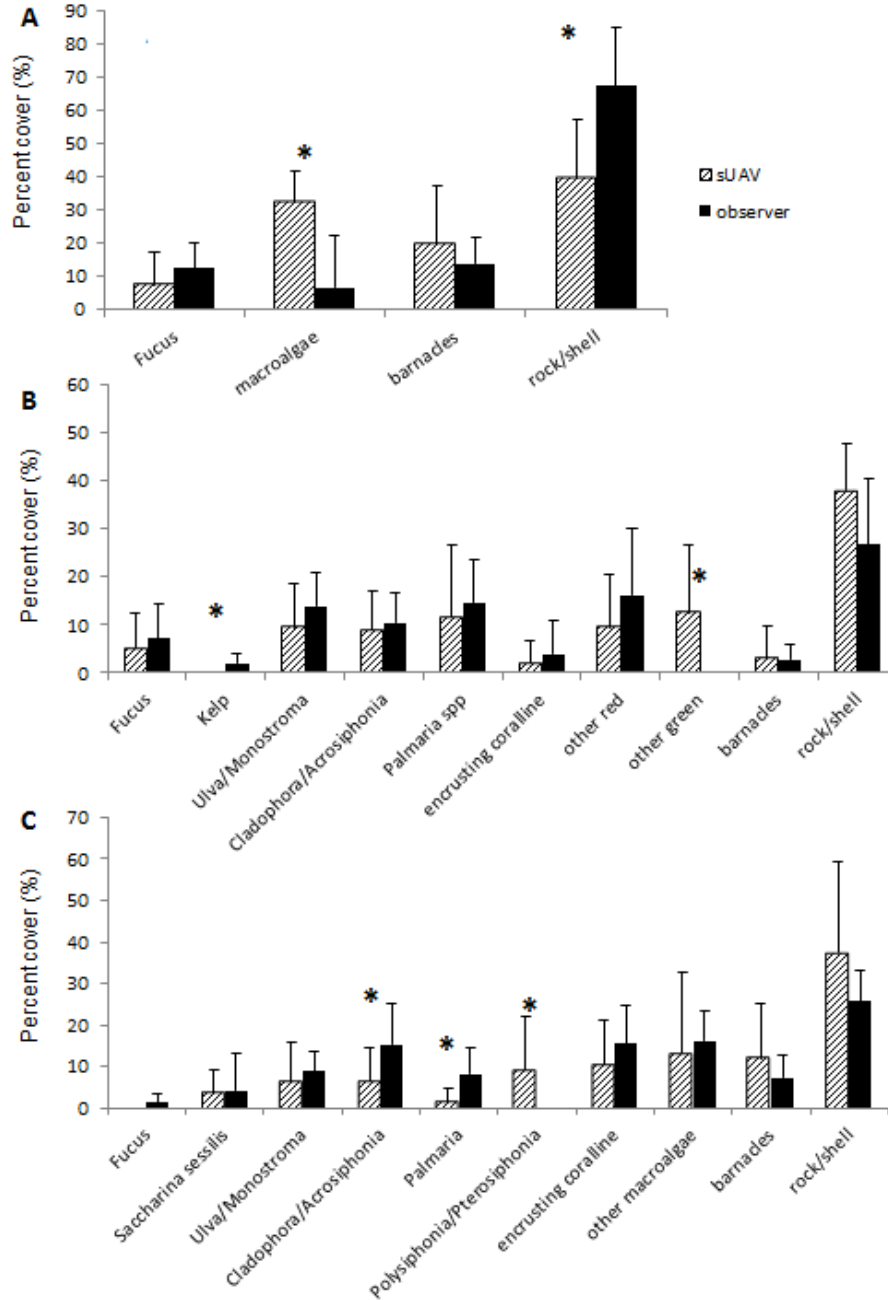 A
Percent cover (%)
90
80
70
60
50
40
30
20
10
0
*
*
sUAV
observer
Fucus
macroalgae
barnacles
rock/shell
B
Percent cover (%)
60
50
40
30
20
10
0
*
*
Fucus
Kelp
Ulva/Monostroma
Cladophora/Acrosiphonia
Palmaria spp
encrusting coralline
other red
other green
barnacles
rock/shell
C
Percent cover (%)
70
60
50
40
30
20
10
0
*
*
*
Fucus
Saccharina sessilis
Ulva/Monostroma
Cladophora/Acrosiphonia
Palmaria
Polysiphonia/Pterosiphonia
encrusting coralline
other macroalgae
barnacles
rock/shell